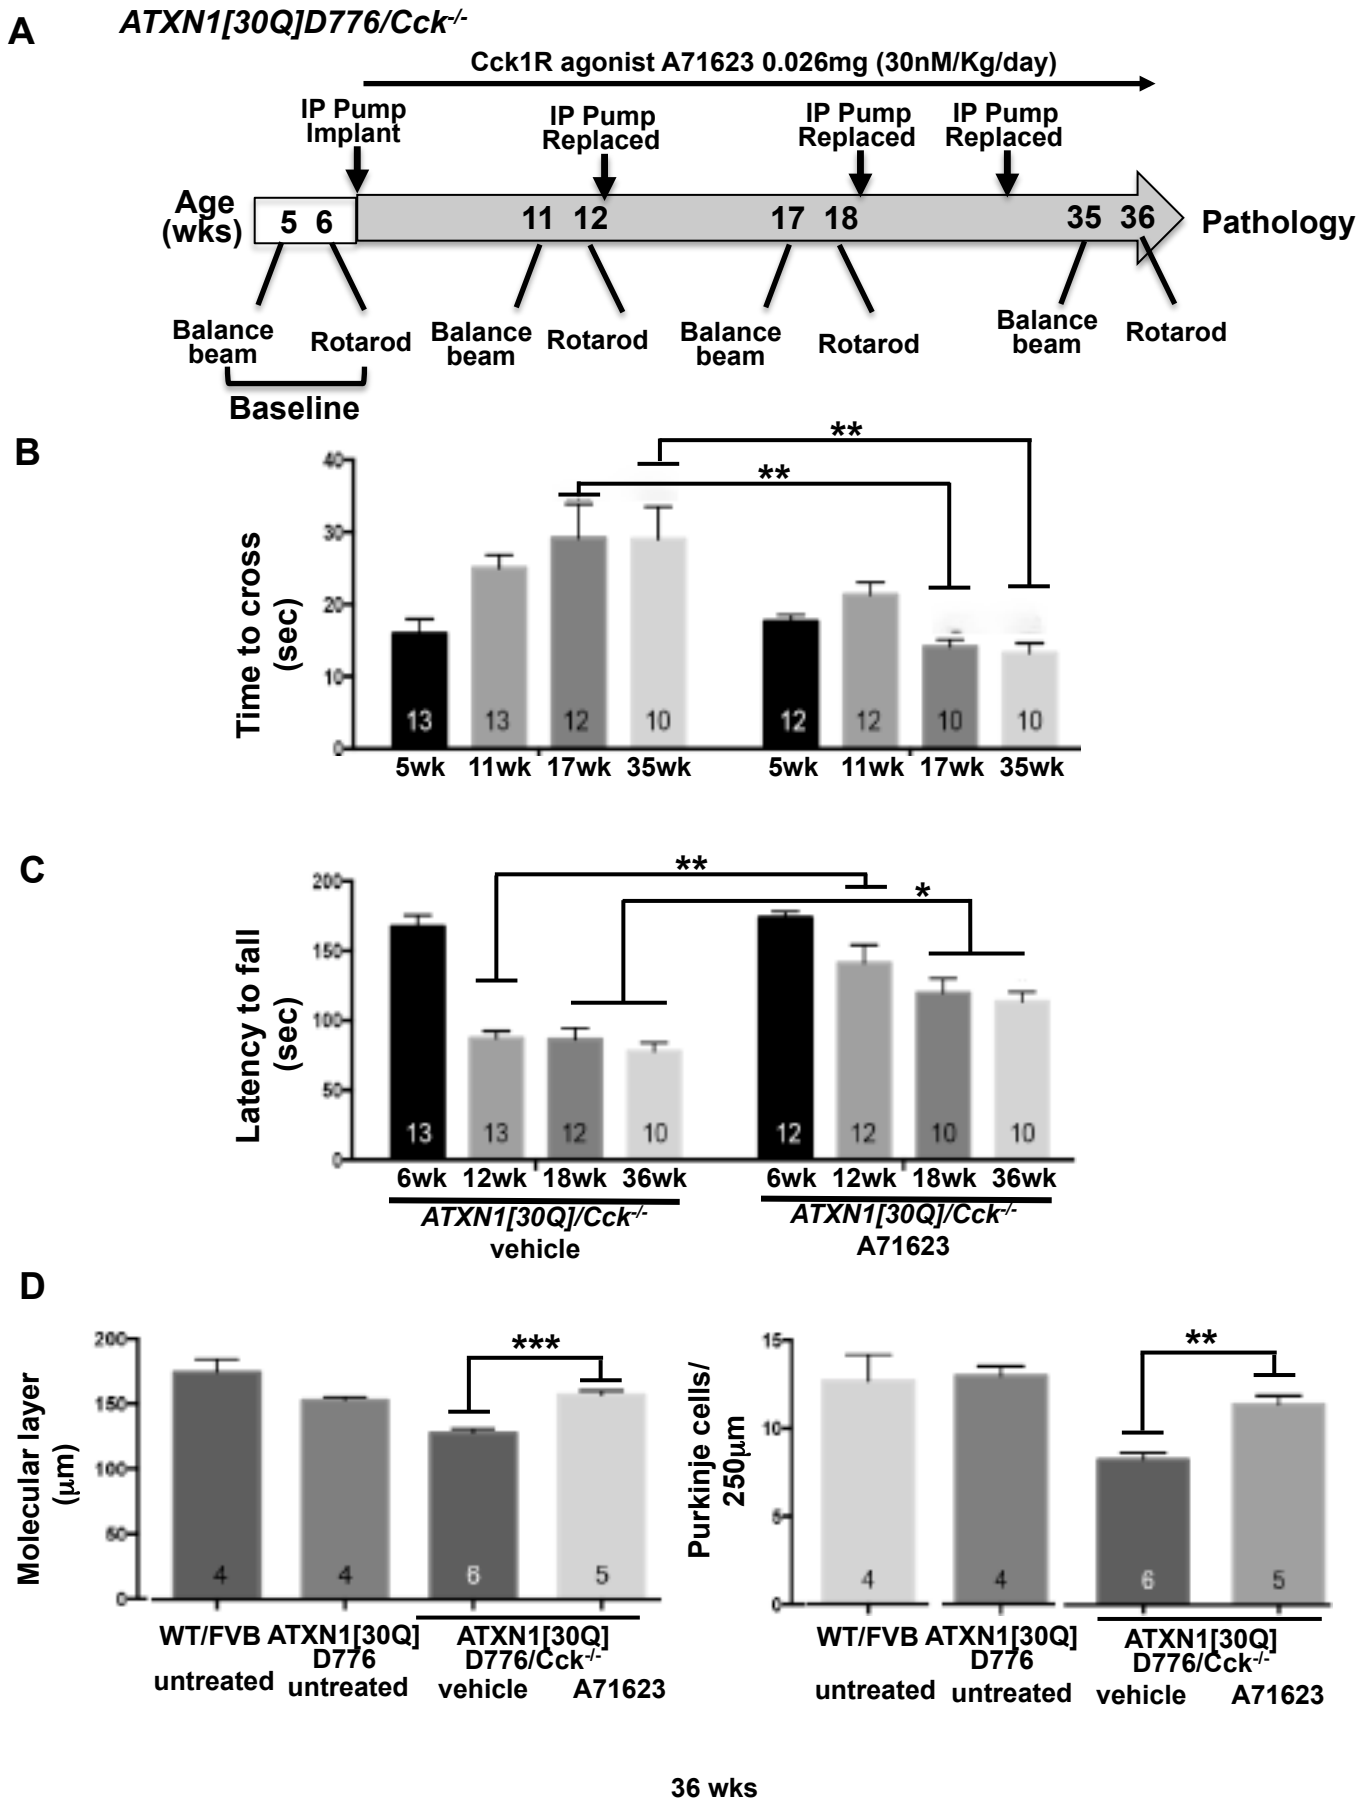 A
ATXN1[30Q]D776/Cck-/-
Cck1R agonist A71623 0.026mg (30nM/Kg/day)
IP Pump
Implant
IP Pump
Replaced
IP Pump
Replaced
IP Pump
Replaced
Age
(wks)
5 6 11 12 17 18 35 36
Pathology
Balance
beam
Rotarod
Balance
beam
Rotarod
Balance
beam
Rotarod
Balance
beam
Rotarod
Baseline
B
**
**
Time to cross
(sec)
40
30
20
10
0
13 13 12 10 12 12 10 10
5wk 11wk 17wk 35wk 5wk 11wk 17wk 35wk
C
**
*
Latency to fall
(sec)
200
150
100
50
0
13 13 12 10 12 12 10 10
6wk 12wk 18wk 36wk 6wk 12wk 18wk 36wk
ATXN1[30Q]/Cck-/-
vehicle
ATXN1[30Q]/Cck-/-
A71623
D
***
Molecular layer
(μm)
200
150
100
50
0
4 4 6 5
WT/FVB
untreated
ATXN1[30Q]
D776
untreated
ATXN1[30Q]
D776/Cck-/-
vehicle A71623
**
Purkinje cells/
250μm
15
10
5
0
4 4 6 5
WT/FVB
untreated
ATXN1[30Q]
D776
untreated
ATXN1[30Q]
D776/Cck-/-
vehicle A71623
36 wks